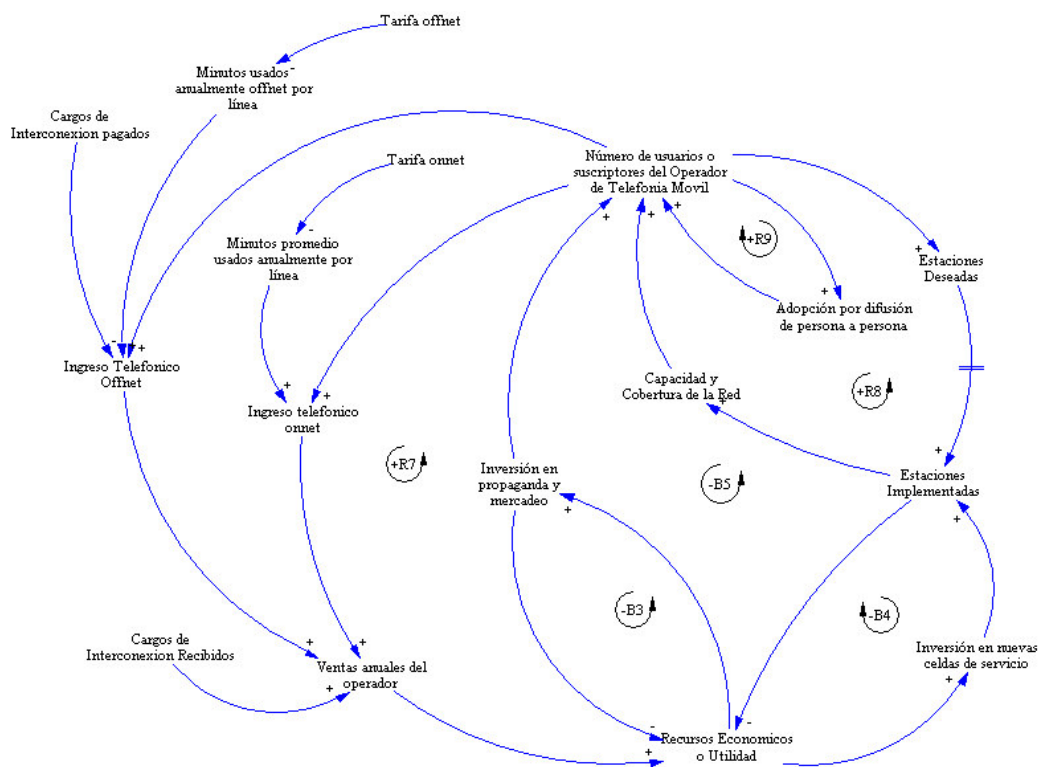 Tarifa offnet
Minutos usados
anualmente offnet por
línea
-
Cargos de
Interconexion pagados
Tarifa onnet
Número de usuarios o
suscriptores del Operador
de Telefonia Movil
+
+
+
-
Minutos promedio
usados anualmente por
línea
+R9
+
Estaciones
Deseadas
+
Adopción por difusión
de persona a persona
-
+
Ingreso Telefónico
Offnet
+
+
Ingreso telefónico
onnet
Capacidad y
Cobertura de la Red
+
+R8
+R7
Inversión en
propaganda y
mercadeo
+
-B5
+
Estaciones
Implementadas
+
-B3
-B4
Cargos de
Interconexion Recibidos
+
+
+
Ventas anuales del
operador
Inversión en nuevas
celdas de servicio
+
-
-
+
Recursos Economicos
o Utilidad